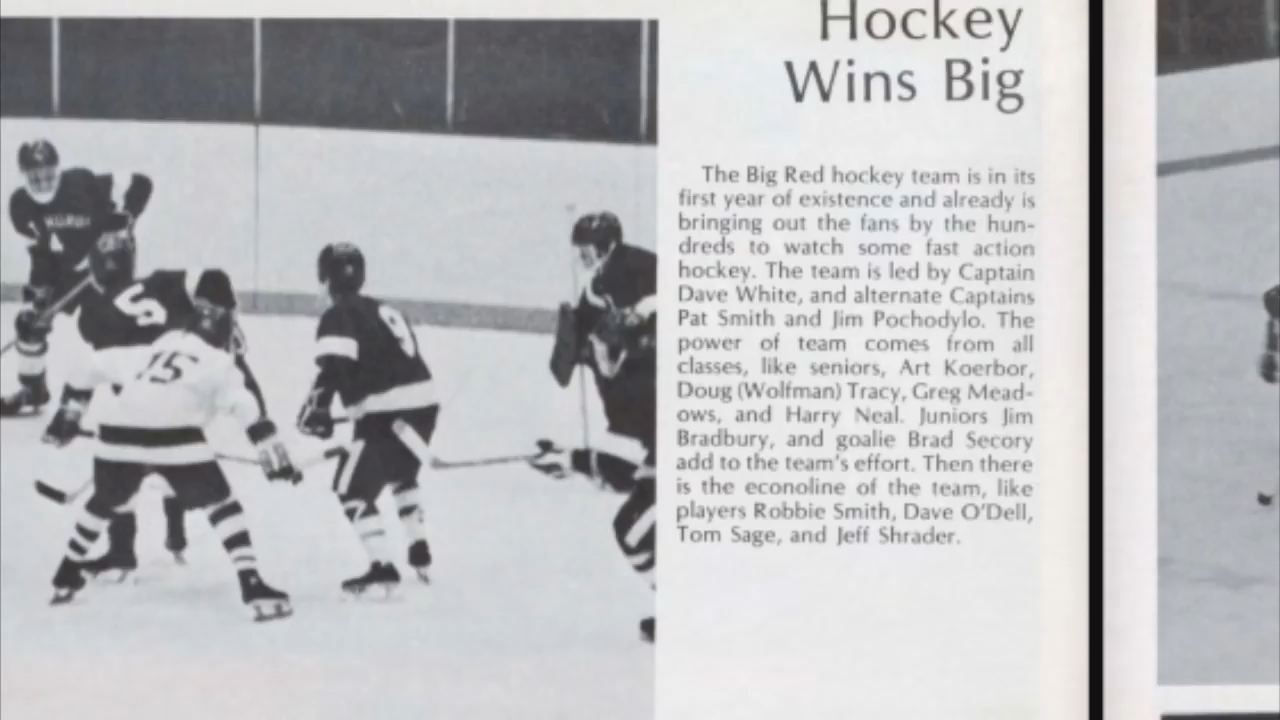 Hockey
Wins Big
The Big Red hockey team is in its
first year of existence and already is
bringing out the fans by the hun-
dreds to watch some fast action
hockey. The team is led by Captain
Dave White, and alternate Captains
Pat Smith and Jim Pochodylo. The
power of team comes from all
classes, like seniors, Art Koerbor,
Doug (Wolfman) Tracy, Greg Mead-
ows, and Harry Neal. Juniors Jim
Bradbury, and goalie Brad Secory
add to the team's effort. Then there
is the econoline of the team, like
players Robbie Smith, Dave O'Dell,
Tom Sage, and Jeff Shrader.
5
15
9